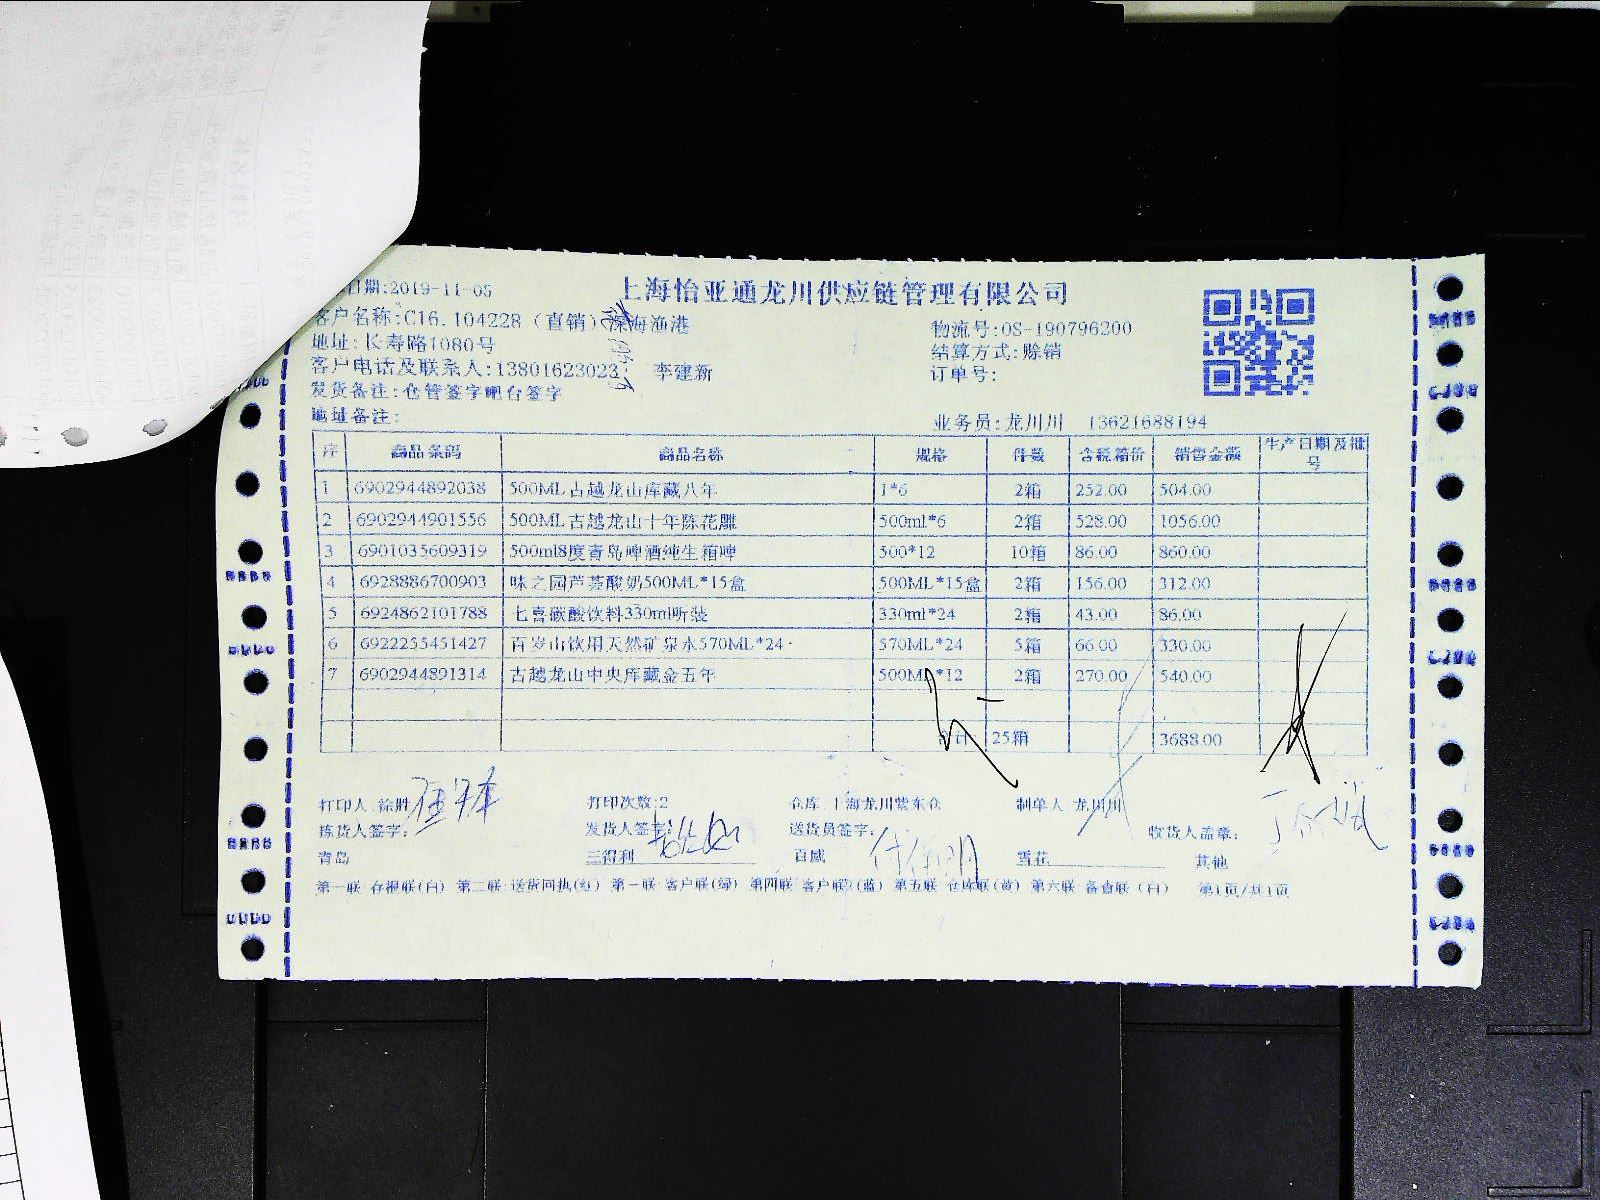 日期:2019-11-05
上海怡亚通龙川供应链管理有限公司
客户名称:C16.104228（直销）深海渔港
物流号:OS-190796200
地址:长寿路1080号
结算方式:赊销
客户电话及联系人:13801623023 李建新
订单号:
发货备注:仓管签字吧台签字
地址备注:
业务员:龙川川 13621688194
序 商品条码 商品名称 规格 件数 含税箱价 销售金额 生产日期及批号
1 6902944892038 500ML古越龙山库藏八年 1*6 2箱 252.00 504.00
2 6902944901556 500ML古越龙山十年陈花雕 500ml*6 2箱 528.00 1056.00
3 6901035609319 500ml8度青岛啤酒纯生箱啤 500*12 10箱 86.00 860.00
4 6928886700903 味之园芦荟酸奶500ML*15盒 500ML*15盒 2箱 156.00 312.00
5 6924862101788 七喜碳酸饮料330ml听装 330ml*24 2箱 43.00 86.00
6 6922255451427 百岁山饮用天然矿泉水570ML*24 570ML*24 5箱 66.00 330.00
7 6902944891314 古越龙山中央库藏金五年 500ML*12 2箱 270.00 540.00
合计 25箱 3688.00
打印人 徐胜 打印次数:2 仓库 上海龙川紫东仓 制单人 龙川川
拣货人签字: 发货人签字: 送货员签字: 收货人盖章:
青岛 三得利 百威 雪花 其他
第一联 存根联(白) 第二联 送货回执(红) 第一联 客户联(绿) 第四联 客户联2(蓝) 第五联 仓库联(黄) 第六联 备查联(白) 第1页/共1页